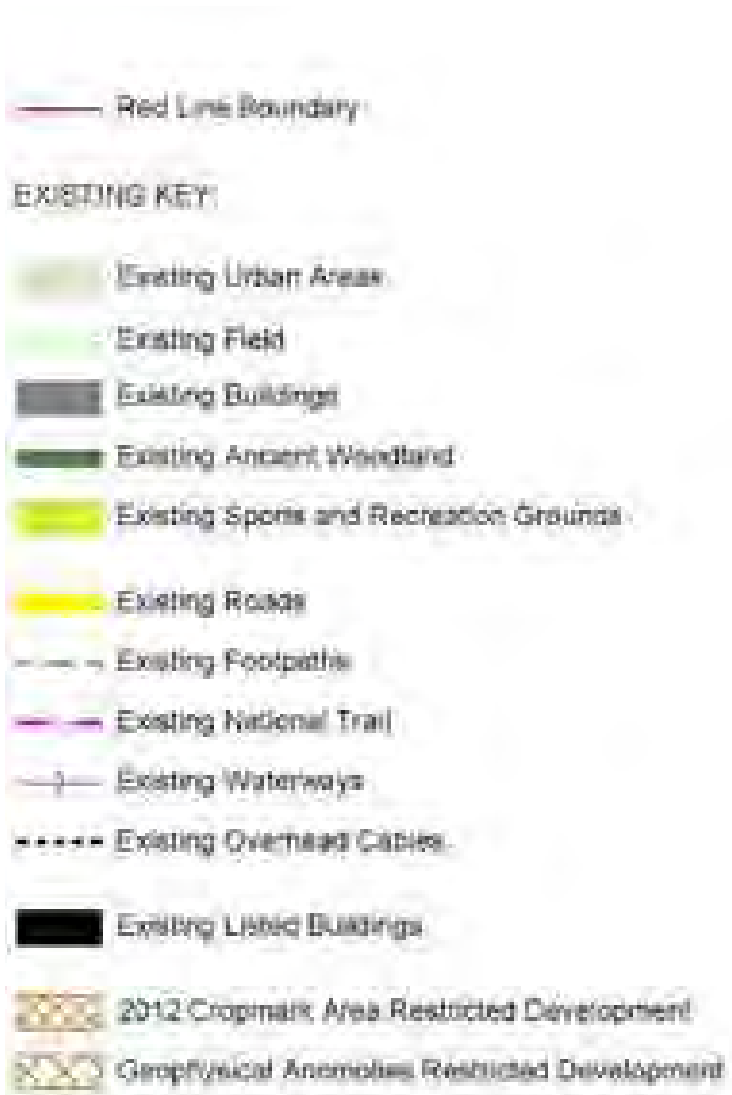 Red Line Boundary
EXISTING KEY:
Existing Urban Areas
Existing Field
Existing Buildings
Existing Ancient Woodland
Existing Sports and Recreation Grounds
Existing Roads
Existing Footpaths
Existing National Trail
Existing Waterways
Existing Overhead Cables
Existing Listed Buildings
2012 Cropmark Area Restricted Development
Geophysical Anomolies Restricted Development